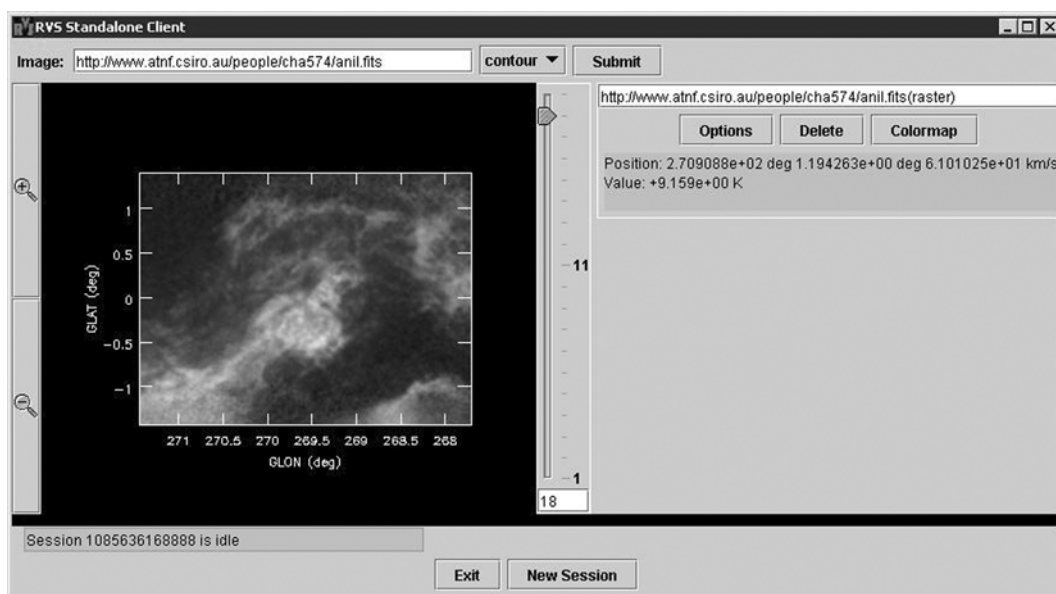 RVS RVS Standalone Client
Image: http://www.atnf.csiro.au/people/cha574/anil.fits contour Submit
http://www.atnf.csiro.au/people/cha574/anil.fits(raster)
Options Delete Colormap
Position: 2.709088e+02 deg 1.194263e+00 deg 6.101025e+01 km/s
Value: +9.159e+00 K
1
0.5
0
-0.5
-1
GLAT (deg)
271 270.5 270 269.5 269 268.5 268
GLON (deg)
11
1
18
Session 1085636168888 is idle
Exit New Session